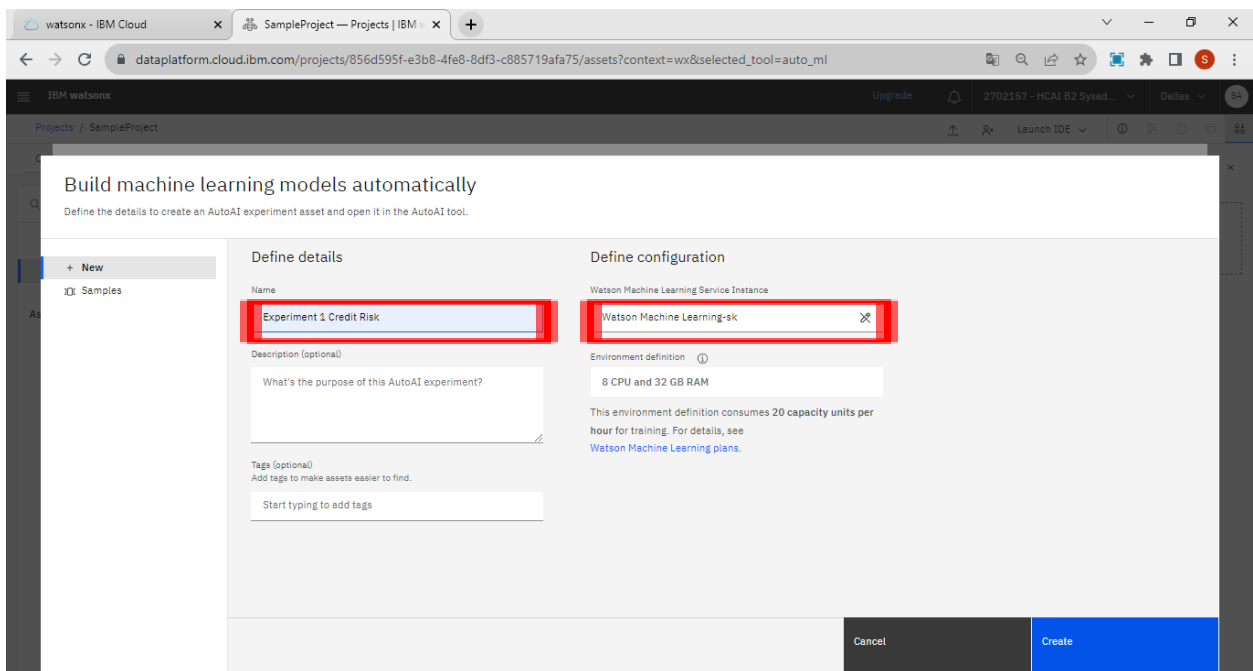 watsonx - IBM Cloud
SampleProject — Projects | IBM
dataplatform.cloud.ibm.com/projects/856d595f-e3b8-4fe8-8df3-c885719afa75/assets?context=wx&selected_tool=auto_ml
S
IBM watsonx
Upgrade
2702157 - HCAI B2 Sysad...
Dallas
SA
Projects / SampleProject
Launch IDE
Build machine learning models automatically
Define the details to create an AutoAI experiment asset and open it in the AutoAI tool.
+ New
Samples
As
Define details
Name
Experiment 1 Credit Risk
Description (optional)
What's the purpose of this AutoAI experiment?
Tags (optional)
Add tags to make assets easier to find.
Start typing to add tags
Define configuration
Watson Machine Learning Service Instance
Watson Machine Learning-sk
Environment definition
8 CPU and 32 GB RAM
This environment definition consumes 20 capacity units per
hour for training. For details, see
Watson Machine Learning plans.
Cancel
Create